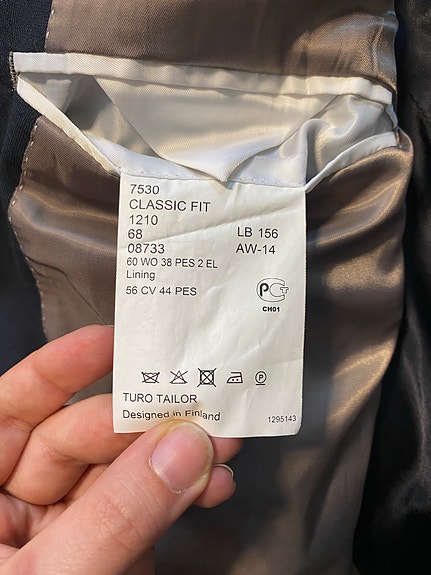 7530
CLASSIC FIT
1210
68 LB 156
08733 AW-14
60 WO 38 PES 2 EL
Lining
56 CV 44 PES
РСТ
CH01
P
TURO TAILOR
Designed in Finland
1295143